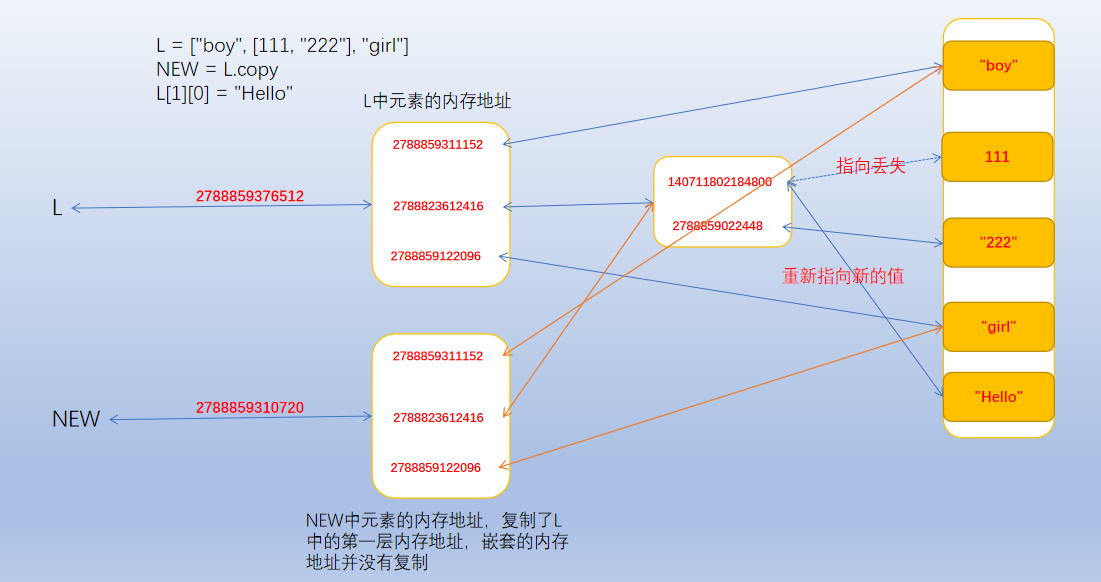 L = ["boy", [111, "222"], "girl"]
NEW = L.copy
L[1][0] = "Hello"
L中元素的内存地址
"boy"
2788859311152
111
指向丢失
140711802184800
L
2788859376512
2788823612416
2788859022448
"222"
2788859122096
重新指向新的值
"girl"
2788859311152
"Hello"
NEW
2788859310720
2788823612416
2788859122096
NEW中元素的内存地址，复制了L
中的第一层内存地址，嵌套的内存
地址并没有复制